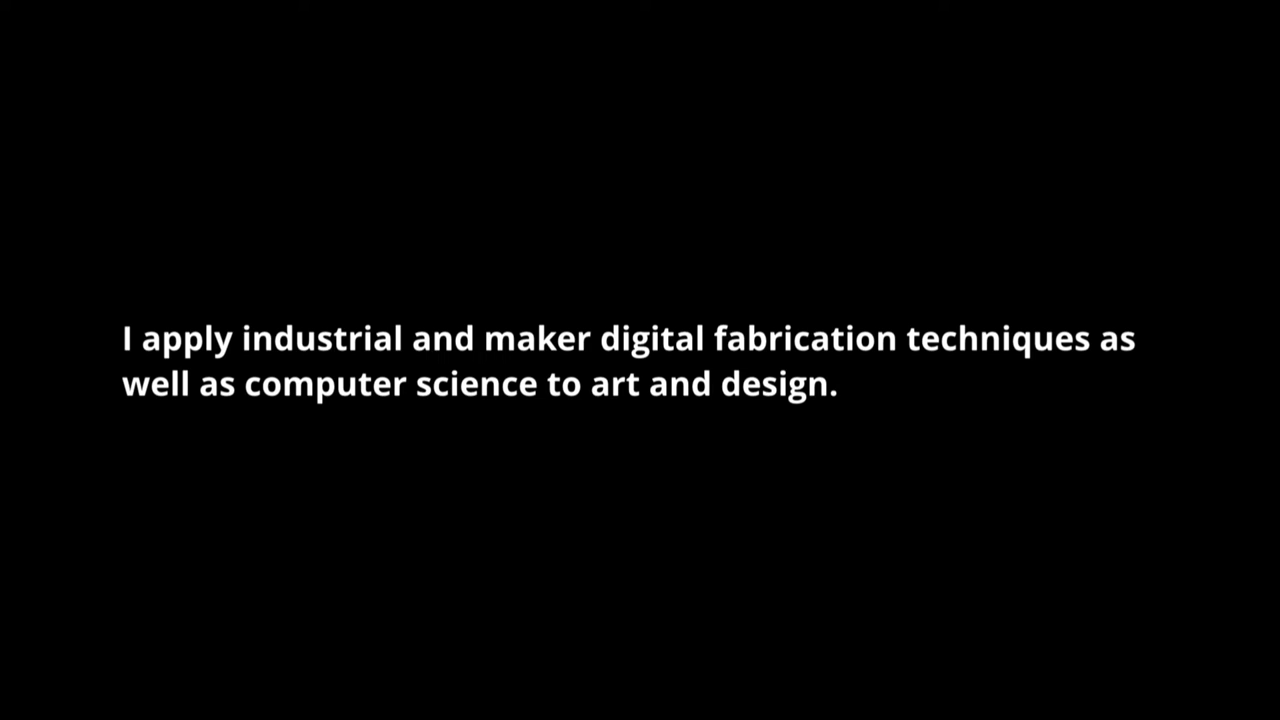 I apply industrial and maker digital fabrication techniques as
well as computer science to art and design.